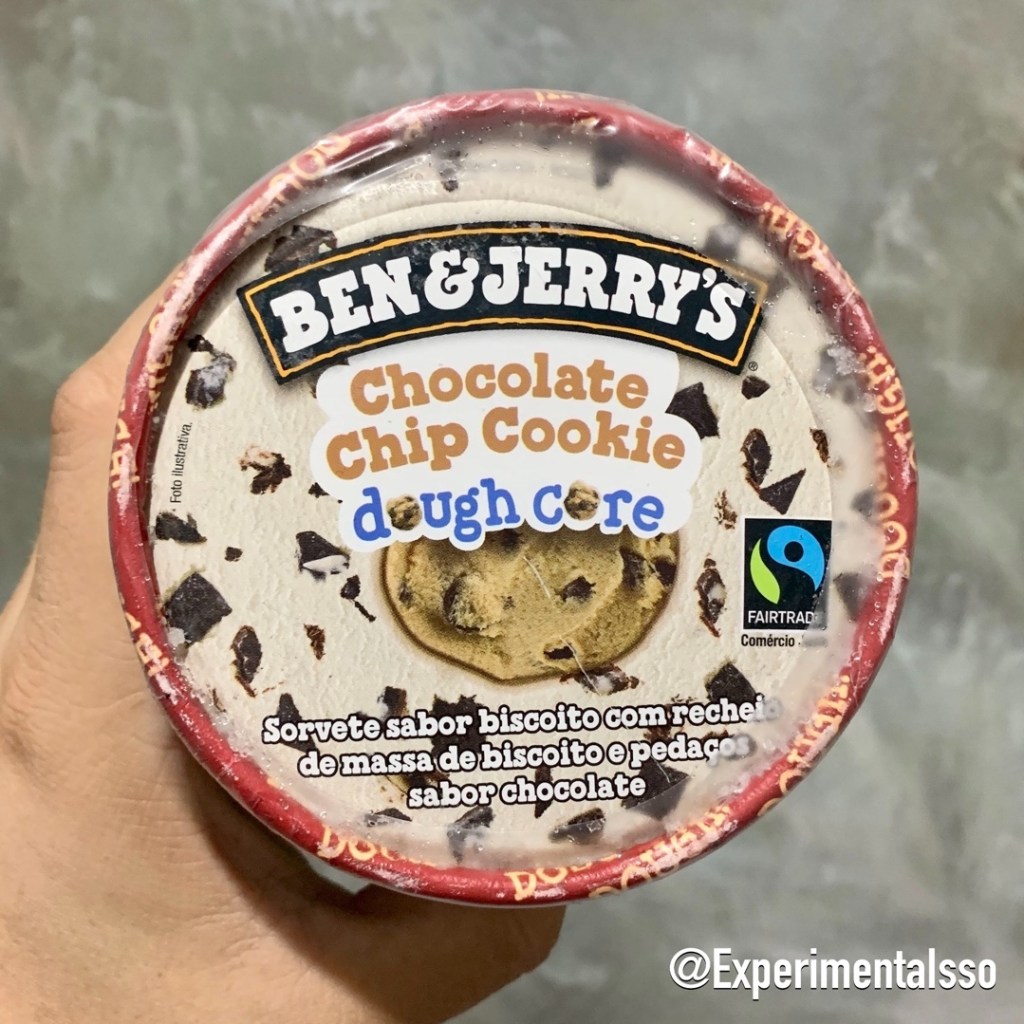 BEN & JERRY'S
®
Chocolate
Chip Cookie
dough core
Foto ilustrativa.
FAIRTRADE
Comércio
Sorvete sabor biscoito com recheio
de massa de biscoito e pedaços
sabor chocolate
@Experimentalsso